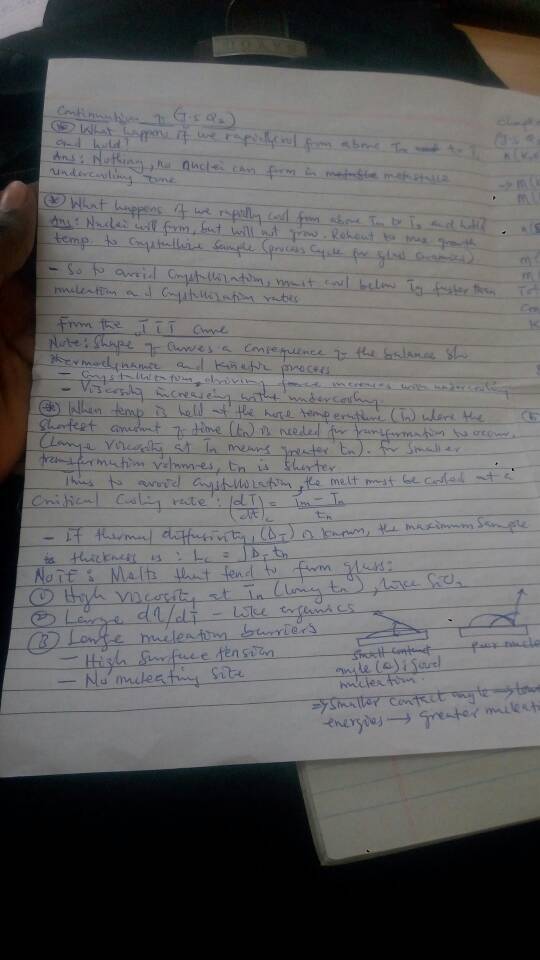 Continuation of G.S Q2
* What happens if we rapidly cool from above Tm to T1
and hold?
Ans: Nothing, no nuclei can form in metastable
undercooling zone
* What happens if we rapidly cool from above Tm to T2 and hold
Ans: Nuclei will form, but will not grow. Reheat to max growth
temp. to crystallize sample (process cycle for glass ceramics)
- So to avoid crystallization, must cool below Tg faster than
nucleation and crystallization rates
From the TTT curve
Note: Shape of curves a consequence of the balance
thermodynamic and kinetic process
- Crystallization driving force increases with undercooling
- Viscosity increasing with undercooling.
* When temp is held at the nose temperature (Tn) where the
shortest amount of time (tn) is needed for transformation to occur.
(Large viscosity at Tn means greater tn). For smaller
transformation volumes, tn is shorter
Thus to avoid crystallization, the melt must be cooled at a
Critical Cooling rate: (dT/dt)c = Tm - Tn / tn
- If thermal diffusivity, (DT) is known, the maximum sample
thickness is: Lc = √DT tn
Note: Melts that tend to form glass:
① High viscosity at Tn (long tn), like SiO2
② Large dη/dT - like organics
③ Large nucleation barriers
- High surface tension
- No nucleating site
small contact
angle (θ); good
nucleation.
poor
⇒ smaller contact angle →
energies → greater